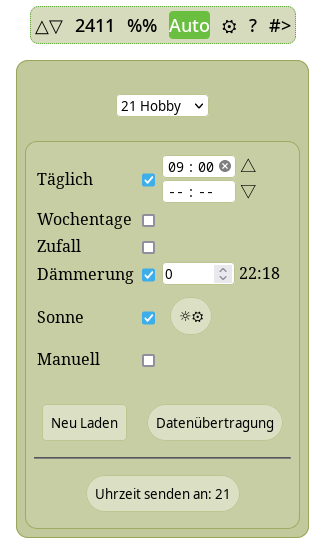 △▽ 2411 %% Auto ⚙ ? #>
21 Hobby
Täglich 09 : 00 △
-- : -- ▽
Wochentage
Zufall
Dämmerung 0 22:18
Sonne ☼⚙
Manuell
Neu Laden Datenübertragung
Uhrzeit senden an: 21